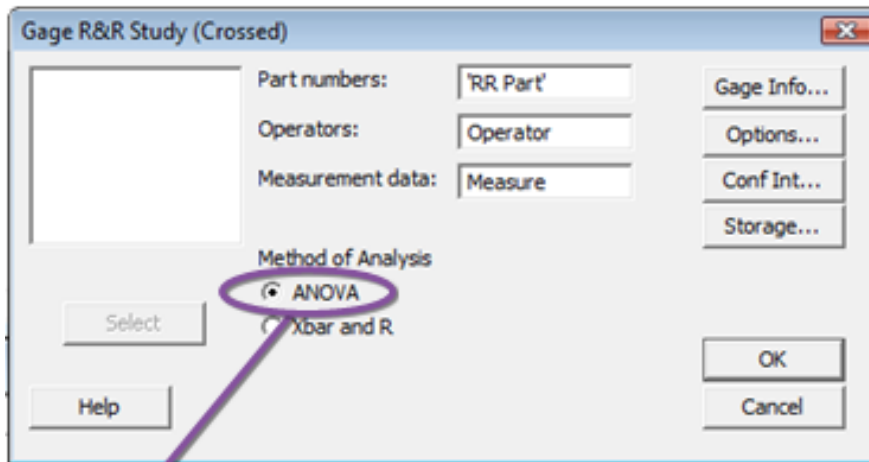 Gage R&R Study (Crossed)
Part numbers: 'RR Part'
Gage Info...
Operators: Operator
Options...
Measurement data: Measure
Conf Int...
Storage...
Method of Analysis
ANOVA
Xbar and R
Select
OK
Help
Cancel